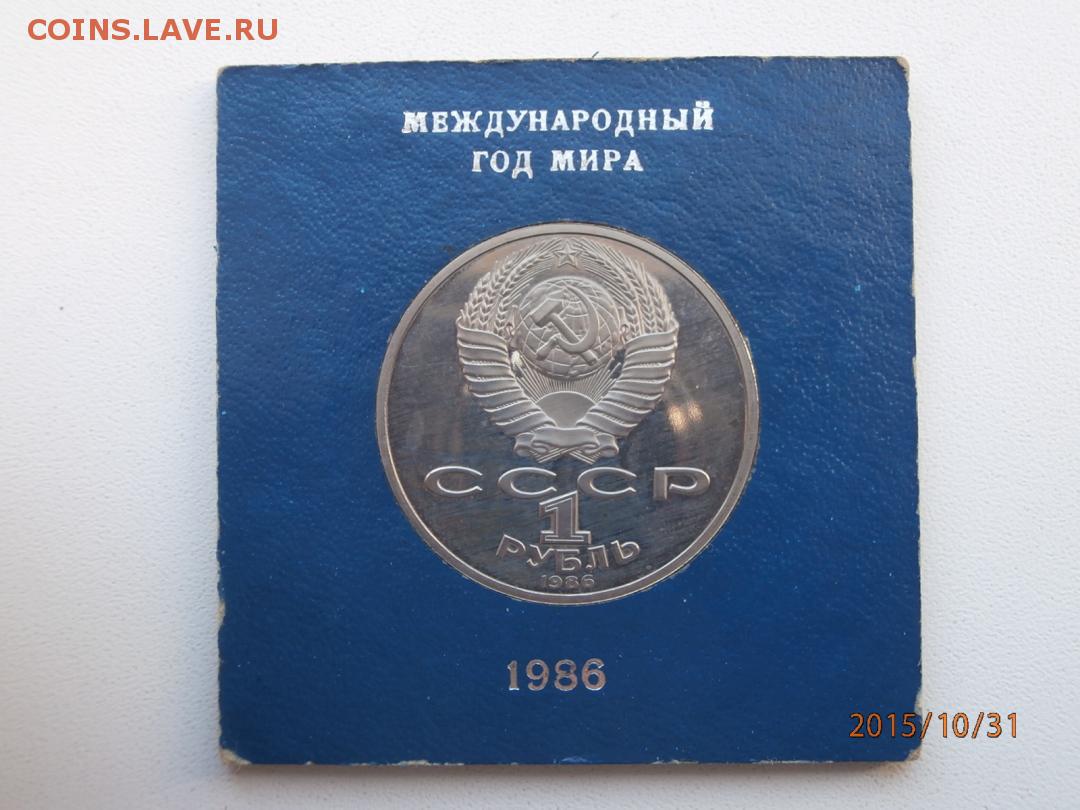 COINS.LAVE.RU
МЕЖДУНАРОДНЫЙ
ГОД МИРА
СССР
1
РУБЛЬ
1986
1986
2015/10/31